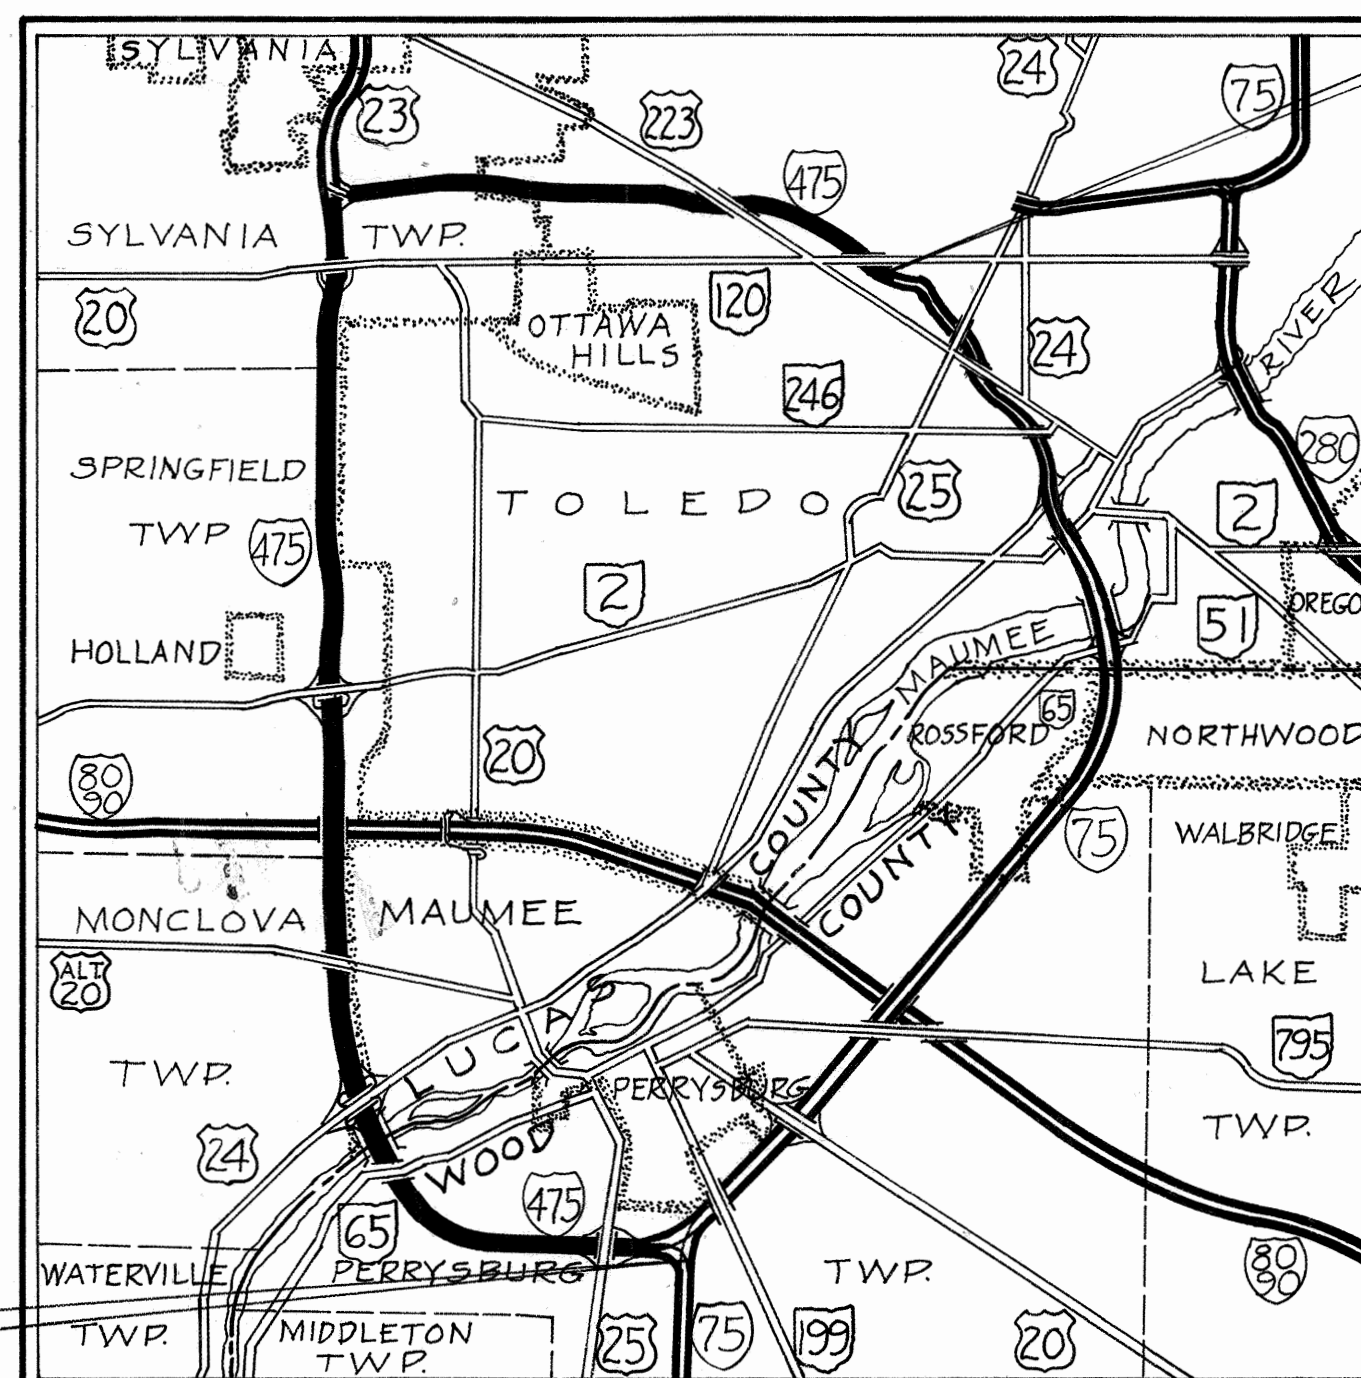 SYLVANIA
24
75
23
223
475
SYLVANIA TWP.
20
120
OTTAWA
HILLS
24
RIVER
246
280
SPRINGFIELD
TWP
475
TOLEDO
25
2
2
51
OREGO
HOLLAND
MAUMEE
65
ROSSFORD
NORTHWOOD
20
80
90
COUNTY
COUNTY
75
WALBRIDGE
MONCLOVA
MAUMEE
ALT.
20
LAKE
TWP.
LUCA
795
PERRYSBURG
TWP.
24
WOOD
475
65
WATERVILLE
TWP.
PERRYSBURG TWP.
80
90
MIDDLETON
TWP.
25
75
199
20